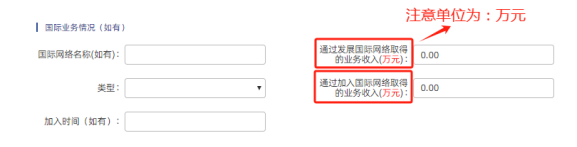 注意单位为：万元
国际业务情况（如有）
国际网络名称(如有)：
通过发展国际网络取得
的业务收入(万元)：
0.00
类型：
通过加入国际网络取得
的业务收入(万元)：
0.00
加入时间（如有）：